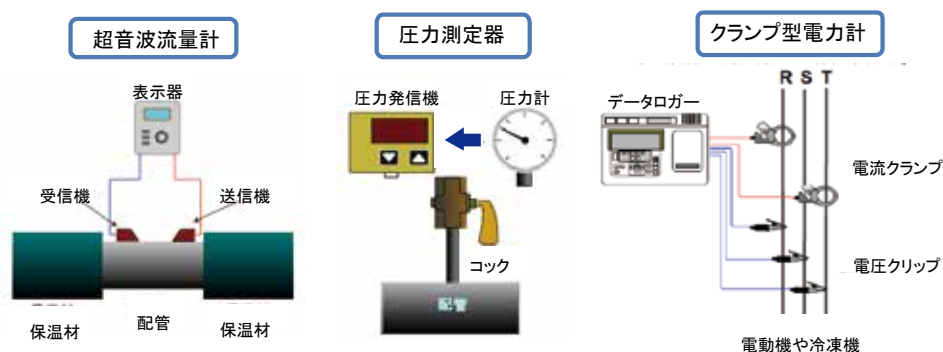 超音波流量計
表示器
受信機
送信機
保温材
配管
保温材
圧力測定器
圧力発信機
圧力計
コック
配管
クランプ型電力計
R S T
データロガー
電流クランプ
電圧クリップ
電動機や冷凍機